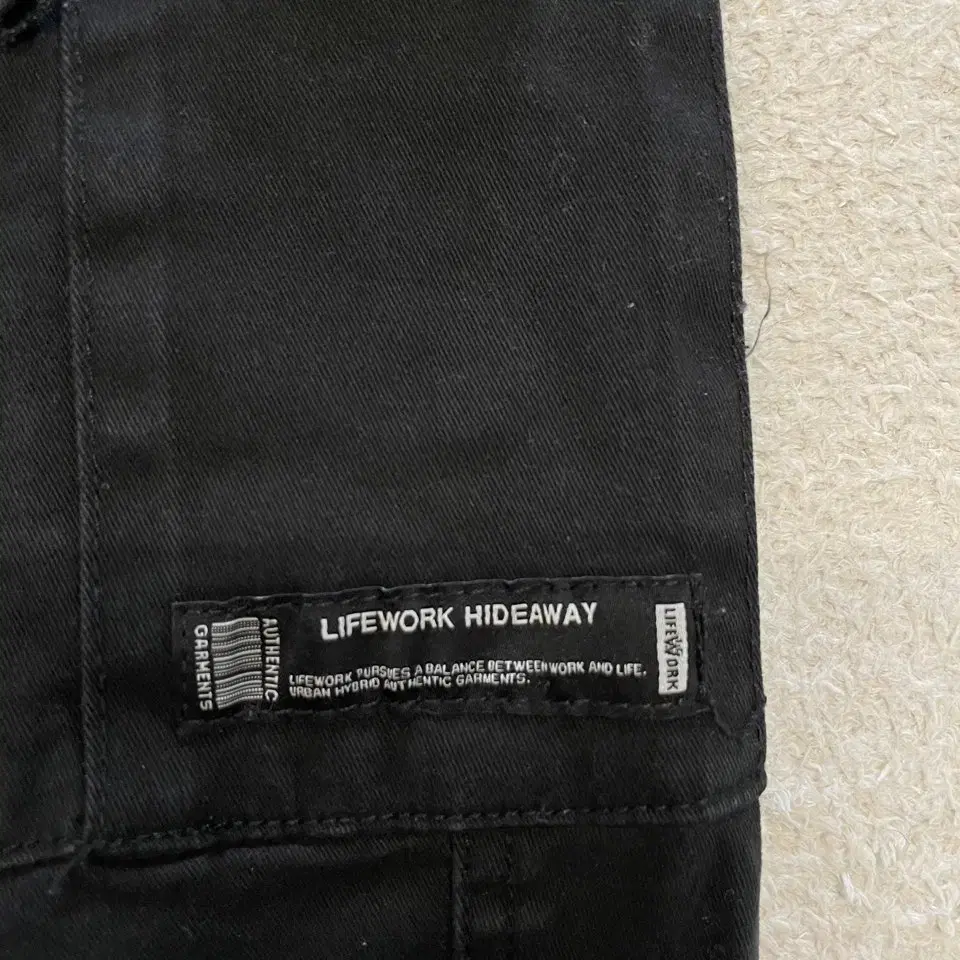 LIFEWORK HIDEAWAY
LIFEWORK PURSUES A BALANCE BETWEEN WORK AND LIFE.
URBAN HYBRID AUTHENTIC GARMENTS.
AUTHENTIC
GARMENTS
LIFEWORK